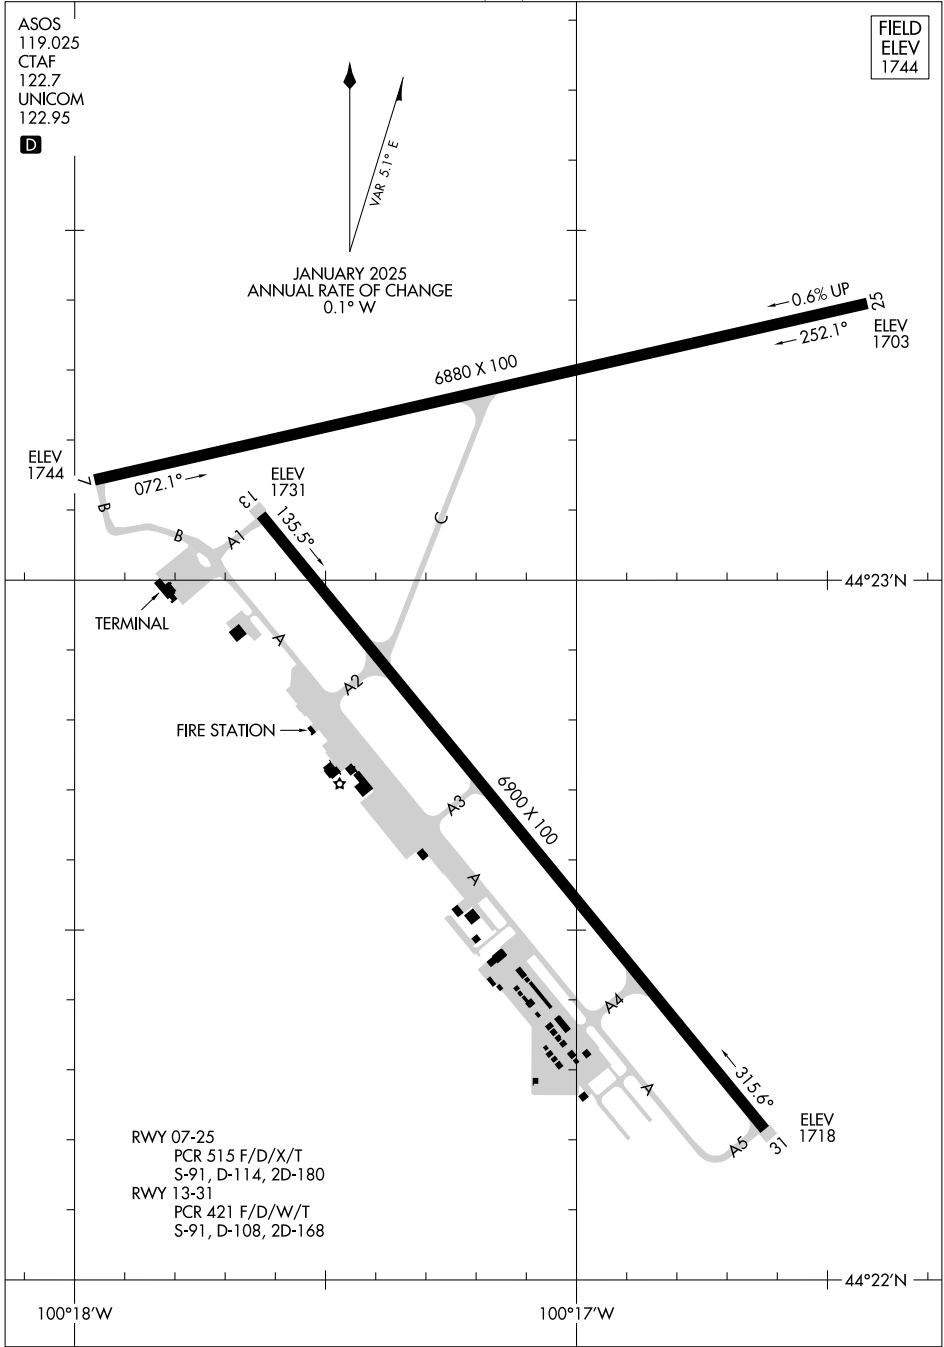 ASOS
119.025
CTAF
122.7
UNICOM
122.95
D
FIELD
ELEV
1744
VAR 5.1° E
JANUARY 2025
ANNUAL RATE OF CHANGE
0.1° W
0.6% UP
25
252.1°
ELEV
1703
6880 X 100
ELEV
1744
7
072.1°
ELEV
1731
13
135.5°
B
B
A1
C
44°23'N
TERMINAL
A
A2
FIRE STATION
A3
6900 X 100
A
A4
A
315.6°
ELEV
1718
A5
31
RWY 07-25
PCR 515 F/D/X/T
S-91, D-114, 2D-180
RWY 13-31
PCR 421 F/D/W/T
S-91, D-108, 2D-168
44°22'N
100°18'W
100°17'W